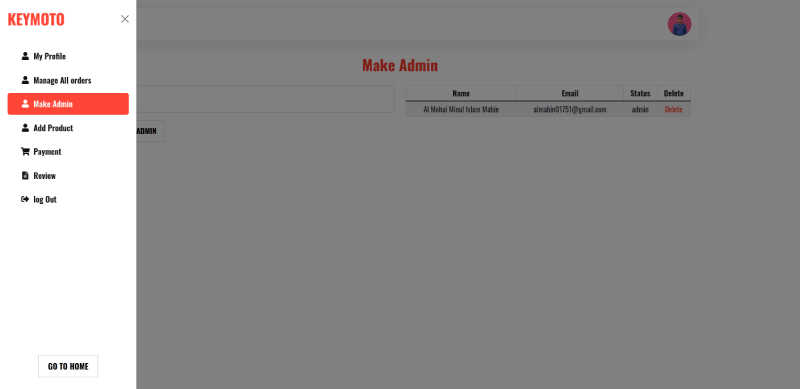 KEYMOTO
My Profile
Manage All orders
Make Admin
Add Product
Payment
Review
log Out
GO TO HOME
Make Admin
ADMIN
Name Email Status Delete
Al Mohai Minul Islam Mahin almahin01751@gmail.com admin Delete